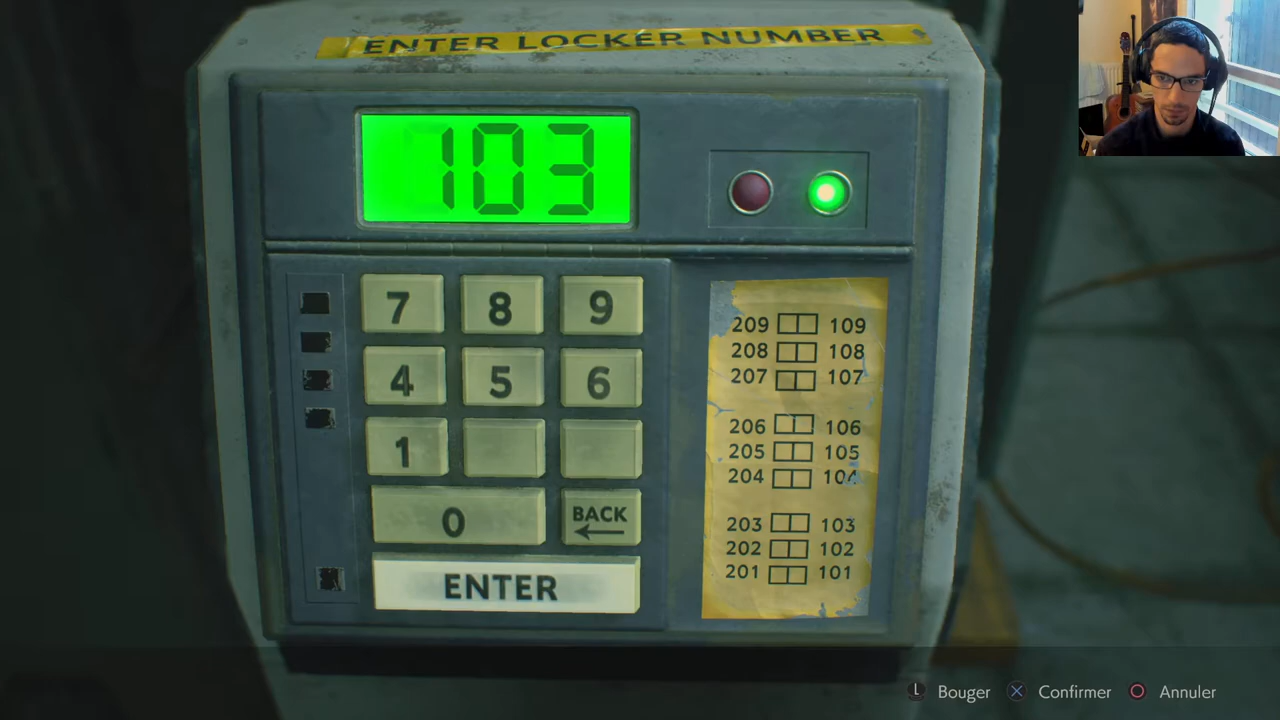 ENTER LOCKER NUMBER
103
7 8 9
4 5 6
1
0 BACK
ENTER
209 109
208 108
207 107
206 106
205 105
204 104
203 103
202 102
201 101
L Bouger Confirmer Annuler